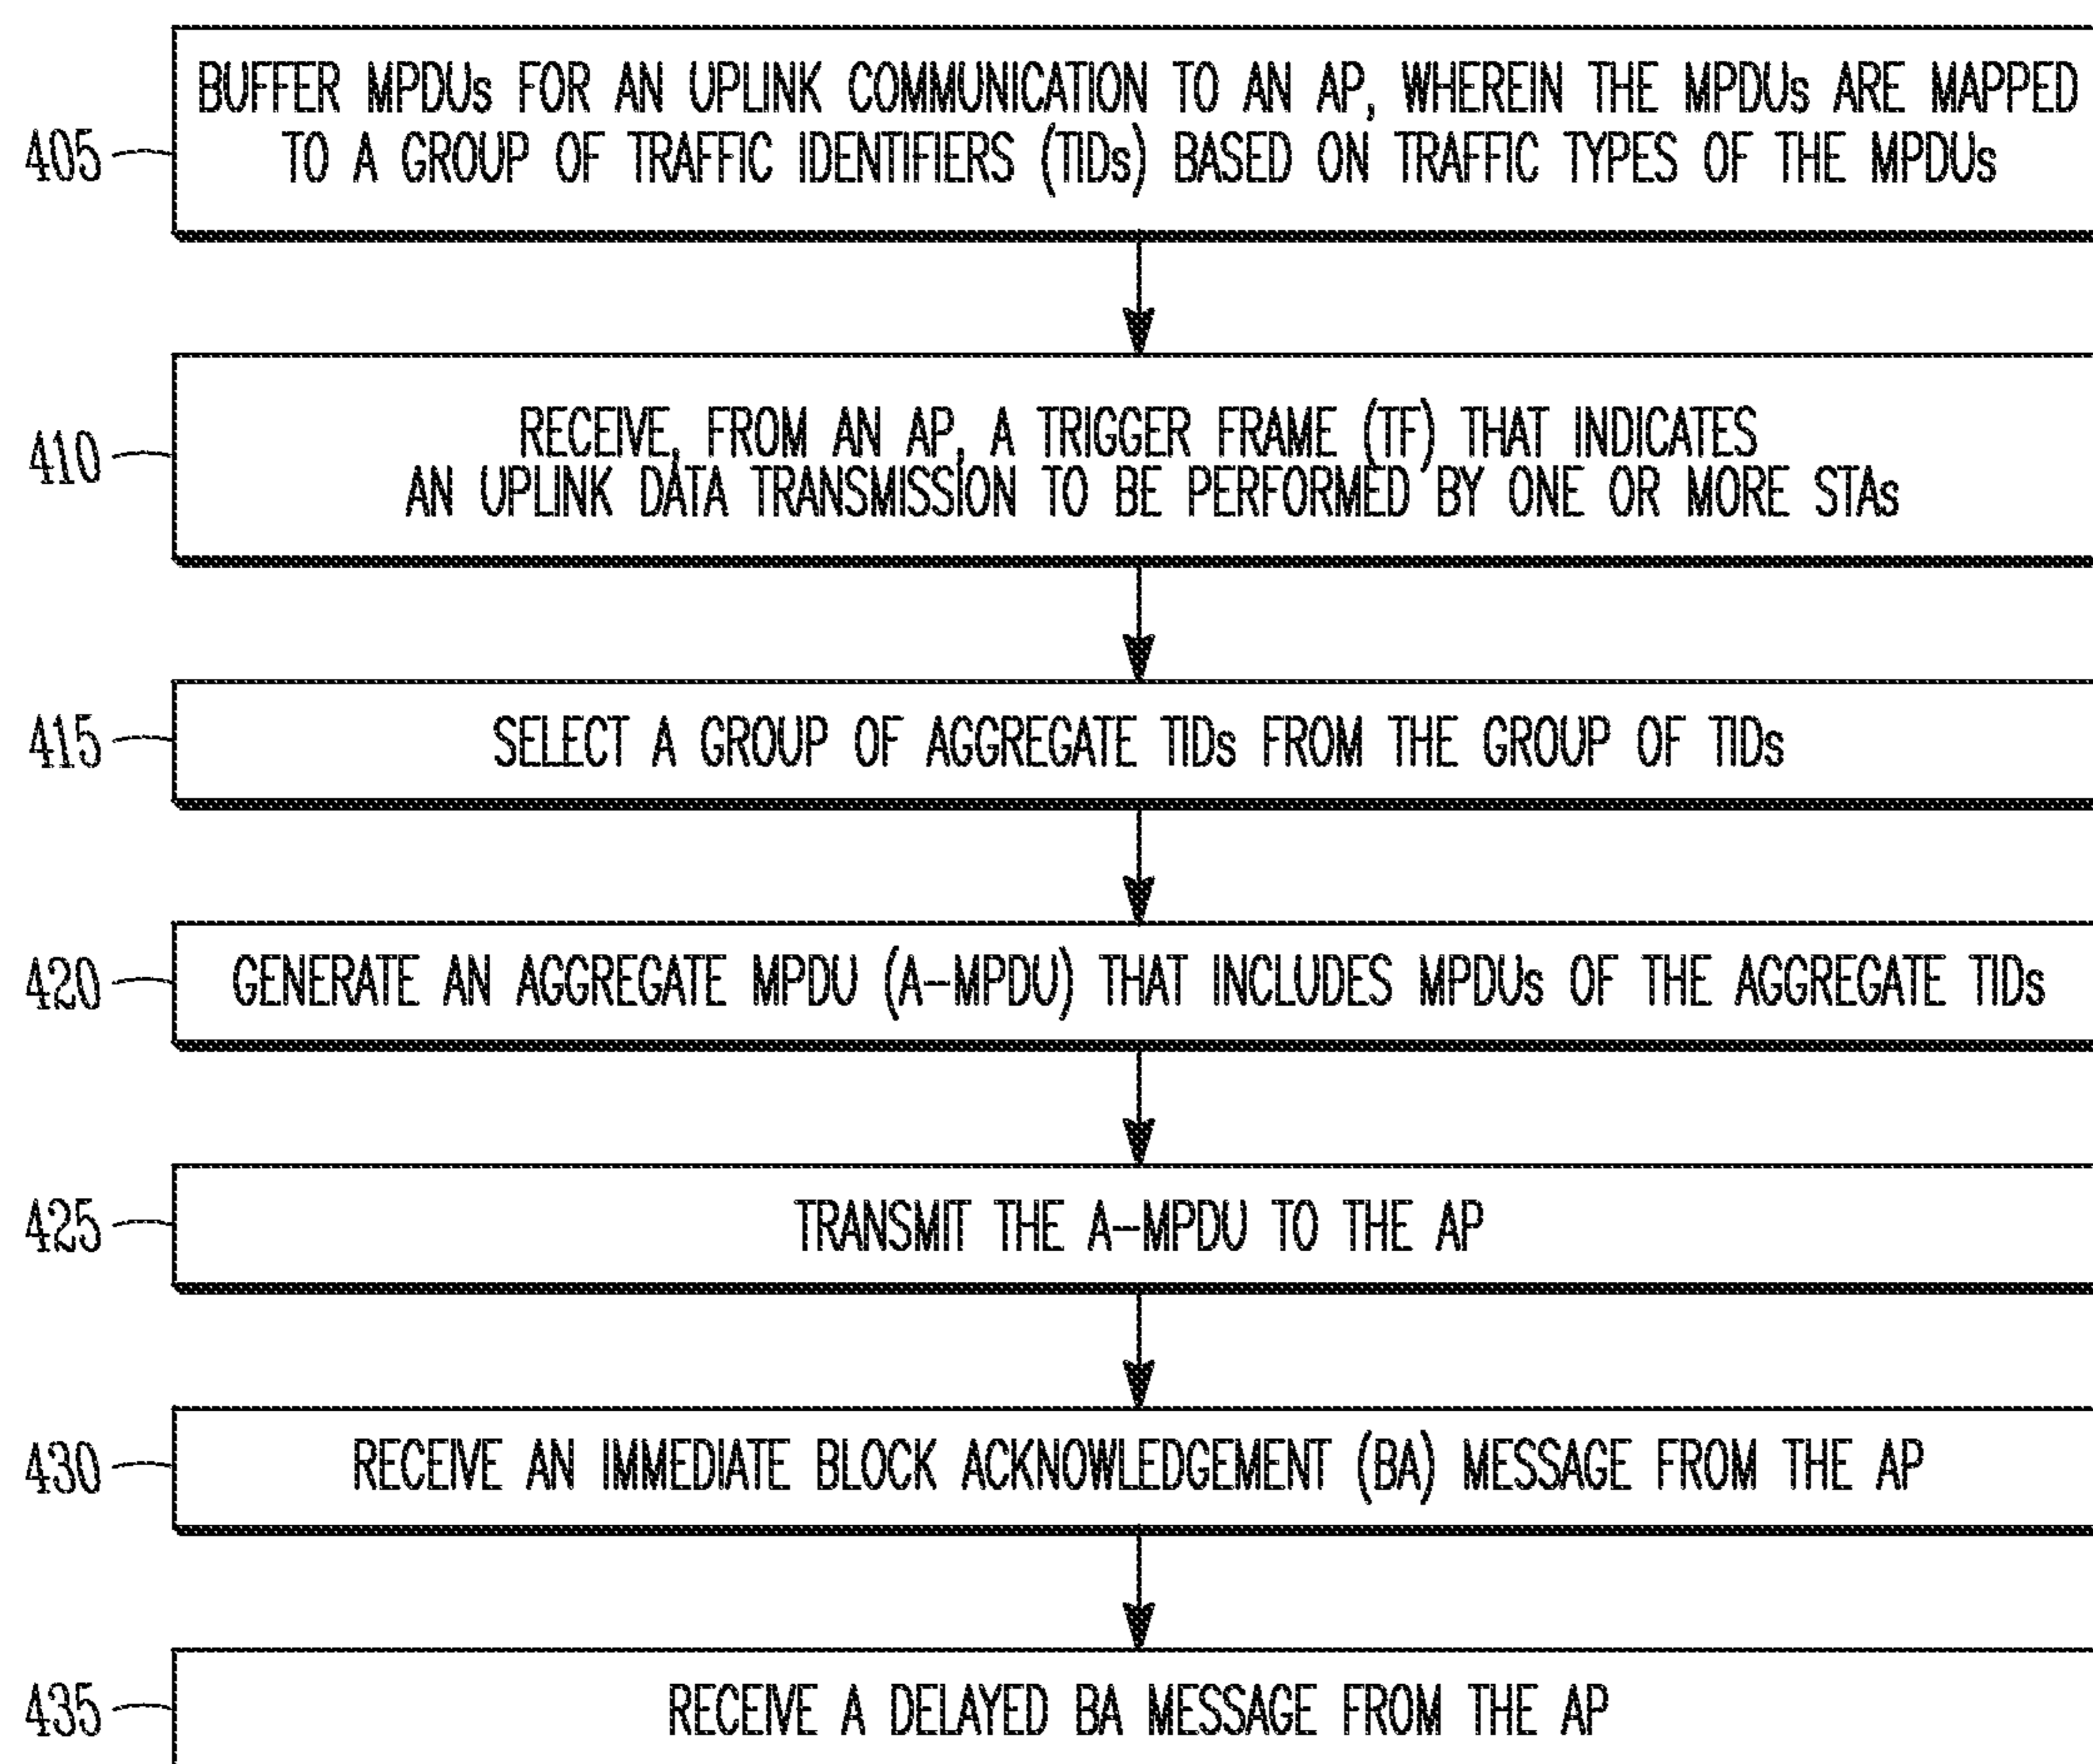 BUFFER MPDUs FOR AN UPLINK COMMUNICATION TO AN AP, WHEREIN THE MPDUs ARE MAPPED
405 TO A GROUP OF TRAFFIC IDENTIFIERS (TIDs) BASED ON TRAFFIC TYPES OF THE MPDUs
RECEIVE, FROM AN AP, A TRIGGER FRAME (TF) THAT INDICATES
410 AN UPLINK DATA TRANSMISSION TO BE PERFORMED BY ONE OR MORE STAs
415 SELECT A GROUP OF AGGREGATE TIDs FROM THE GROUP OF TIDs
420 GENERATE AN AGGREGATE MPDU (A-MPDU) THAT INCLUDES MPDUs OF THE AGGREGATE TIDs
425 TRANSMIT THE A-MPDU TO THE AP
430 RECEIVE AN IMMEDIATE BLOCK ACKNOWLEDGEMENT (BA) MESSAGE FROM THE AP
435 RECEIVE A DELAYED BA MESSAGE FROM THE AP